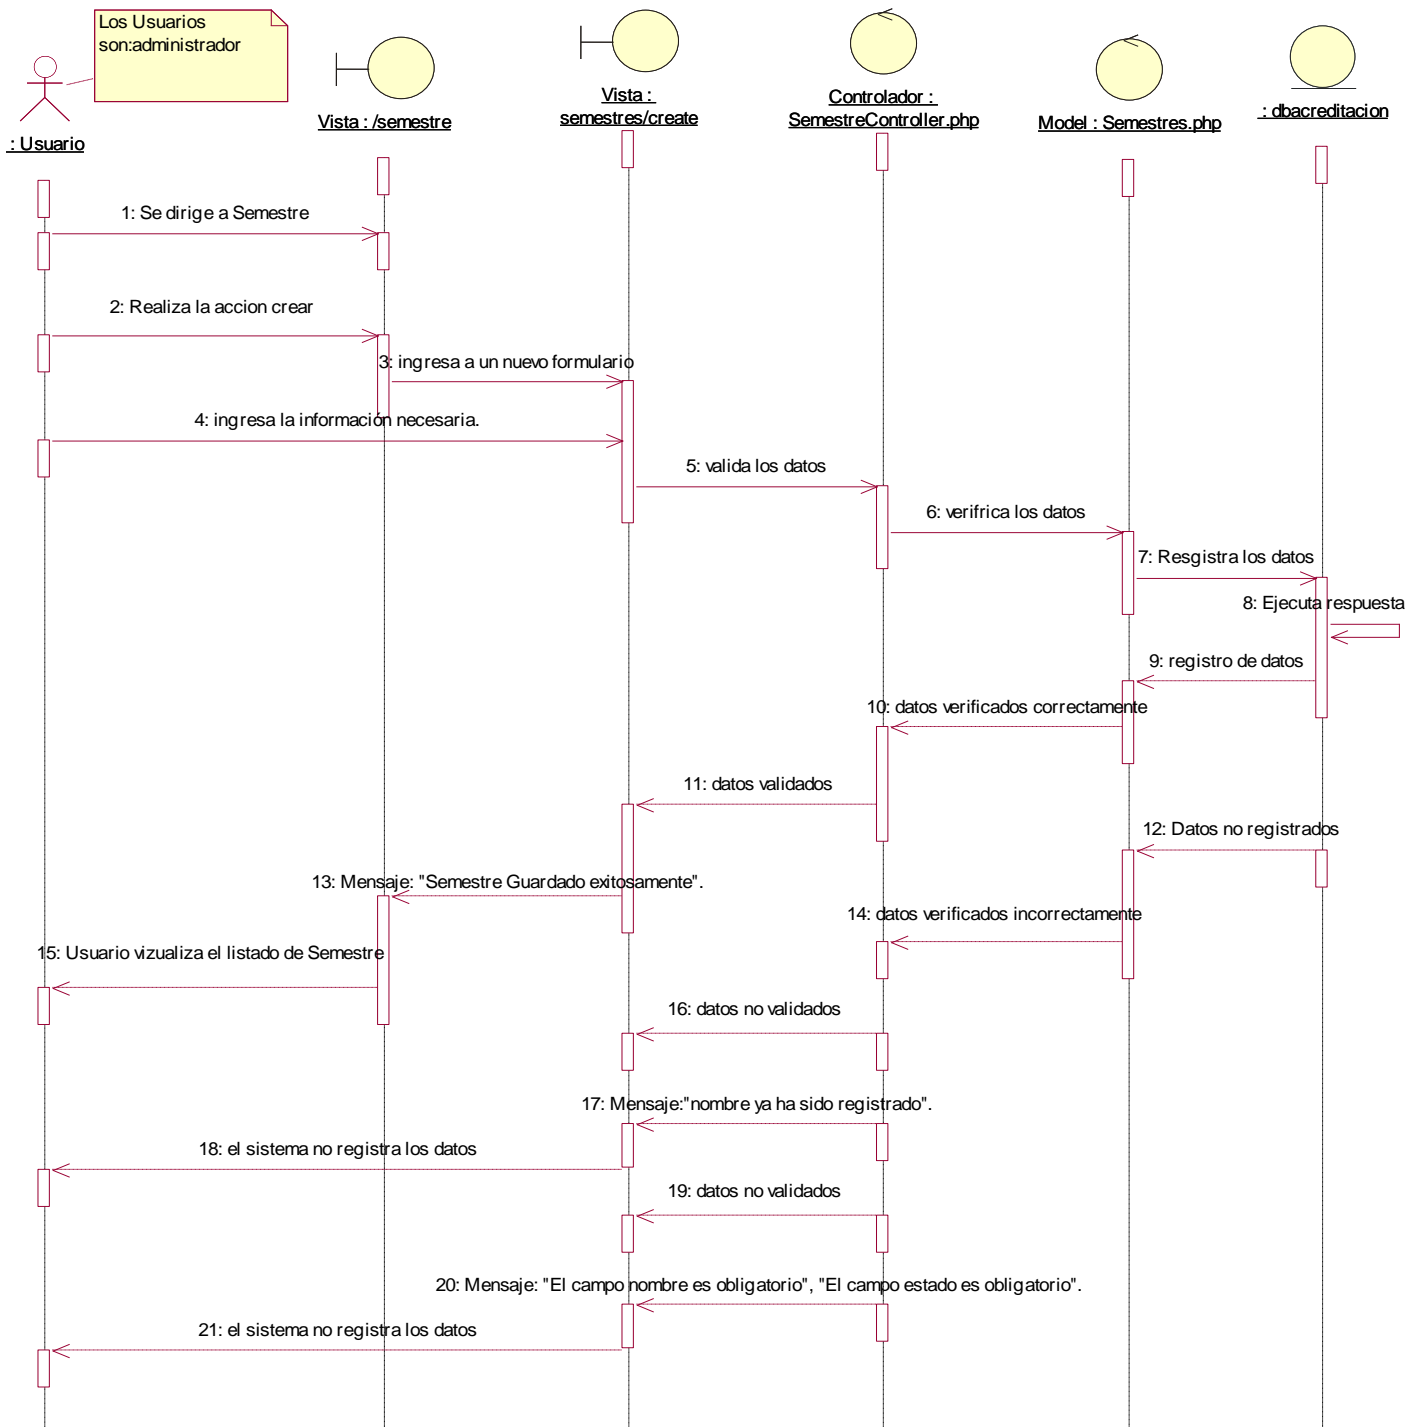 Los Usuarios
son:administrador
: Usuario
Vista : /semestre
Vista :
semestres/create
Controlador :
SemestreController.php
Model : Semestres.php
: dbacreditacion
1: Se dirige a Semestre
2: Realiza la accion crear
3: ingresa a un nuevo formulario
4: ingresa la información necesaria.
5: valida los datos
6: verifrica los datos
7: Resgistra los datos
8: Ejecuta respuesta
9: registro de datos
10: datos verificados correctamente
11: datos validados
12: Datos no registrados
13: Mensaje: "Semestre Guardado exitosamente".
14: datos verificados incorrectamente
15: Usuario vizualiza el listado de Semestre
16: datos no validados
17: Mensaje:"nombre ya ha sido registrado".
18: el sistema no registra los datos
19: datos no validados
20: Mensaje: "El campo nombre es obligatorio", "El campo estado es obligatorio".
21: el sistema no registra los datos